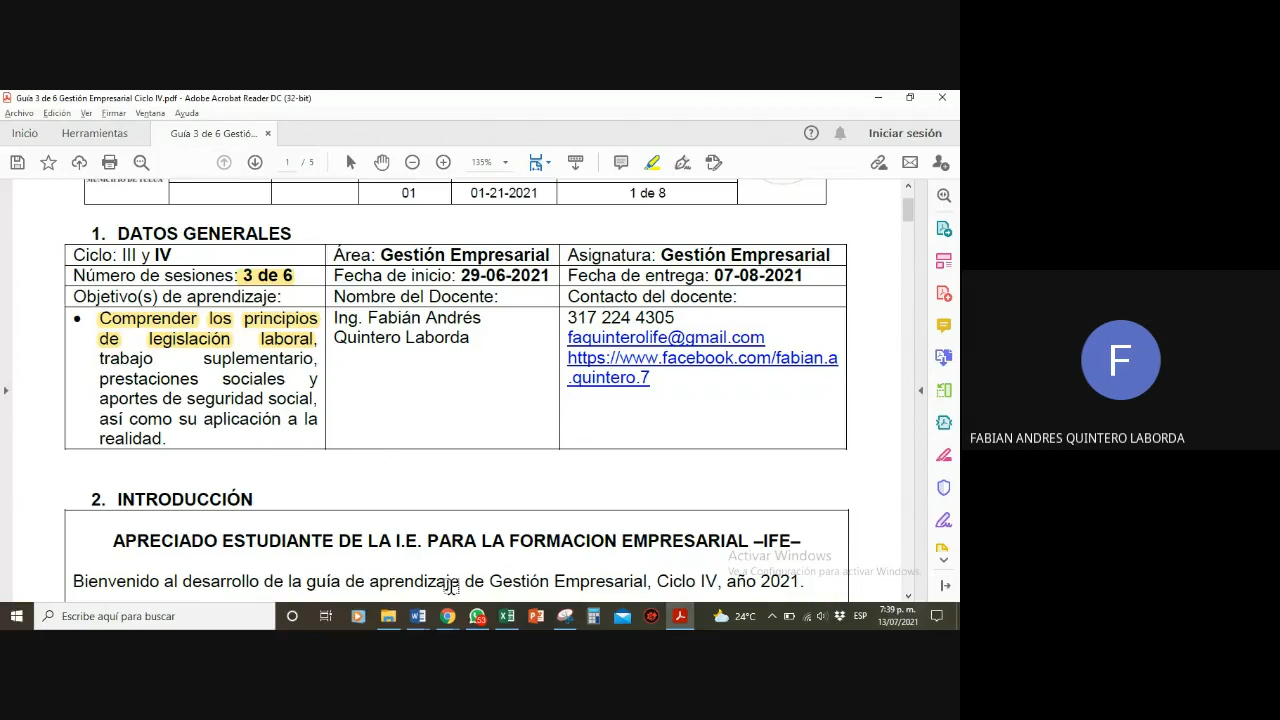 Guía 3 de 6 Gestión Empresarial Ciclo IV.pdf - Adobe Acrobat Reader DC (32-bit)
Archivo Edición Ver Firmar Ventana Ayuda
Inicio Herramientas Guía 3 de 6 Gestió... × Iniciar sesión
1 / 5 135%
01 01-21-2021 1 de 8
1. DATOS GENERALES
Ciclo: III y IV Área: Gestión Empresarial Asignatura: Gestión Empresarial
Número de sesiones: 3 de 6 Fecha de inicio: 29-06-2021 Fecha de entrega: 07-08-2021
Objetivo(s) de aprendizaje: Nombre del Docente: Contacto del docente:
• Comprender los principios
de legislación laboral,
trabajo suplementario,
prestaciones sociales y
aportes de seguridad social,
así como su aplicación a la
realidad.
Ing. Fabián Andrés
Quintero Laborda
317 224 4305
faquinterolife@gmail.com
https://www.facebook.com/fabian.a
.quintero.7
2. INTRODUCCIÓN
APRECIADO ESTUDIANTE DE LA I.E. PARA LA FORMACION EMPRESARIAL –IFE–
Bienvenido al desarrollo de la guía de aprendizaje de Gestión Empresarial, Ciclo IV, año 2021.
Activar Windows
Ve a Configuración para activar Windows.
Escribe aquí para buscar
53
24°C ESP 7:39 p. m.
13/07/2021
F
FABIAN ANDRES QUINTERO LABORDA